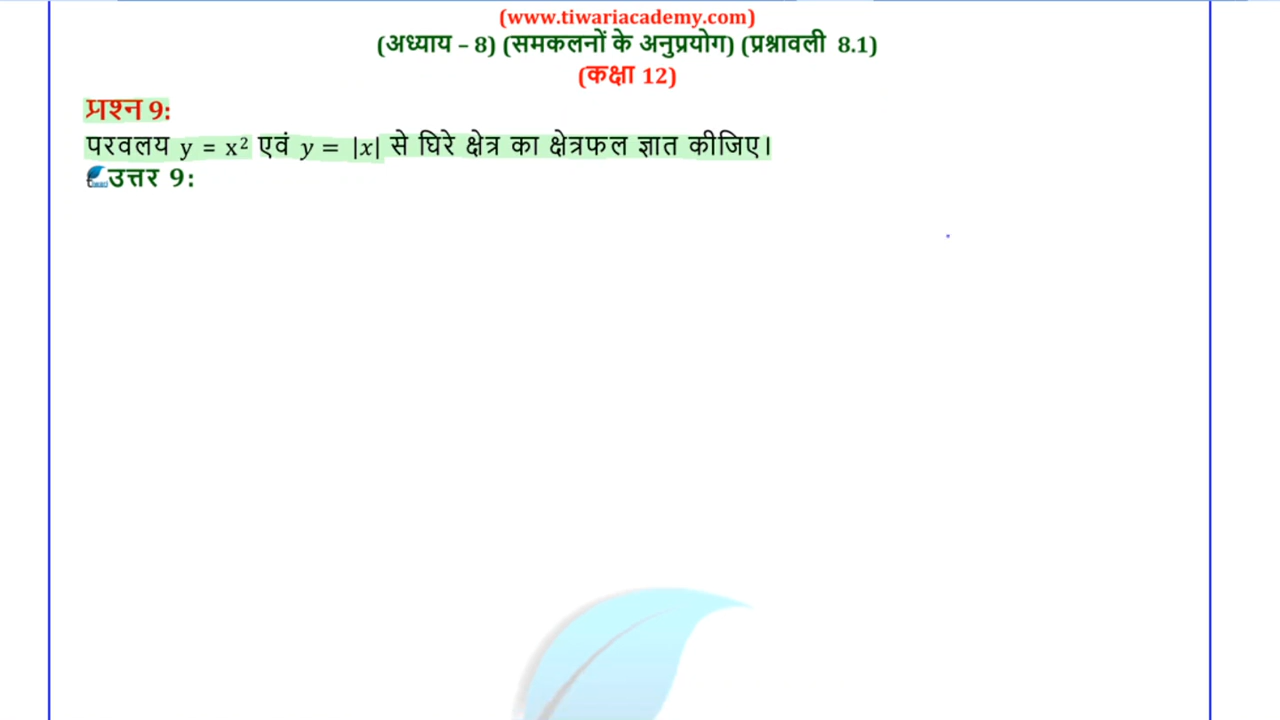 (www.tiwariacademy.com)
(अध्याय – 8) (समकलनों के अनुप्रयोग) (प्रश्नावली 8.1)
(कक्षा 12)
प्रश्न 9:
परवलय y = x² एवं y = |x| से घिरे क्षेत्र का क्षेत्रफल ज्ञात कीजिए।
उत्तर 9: